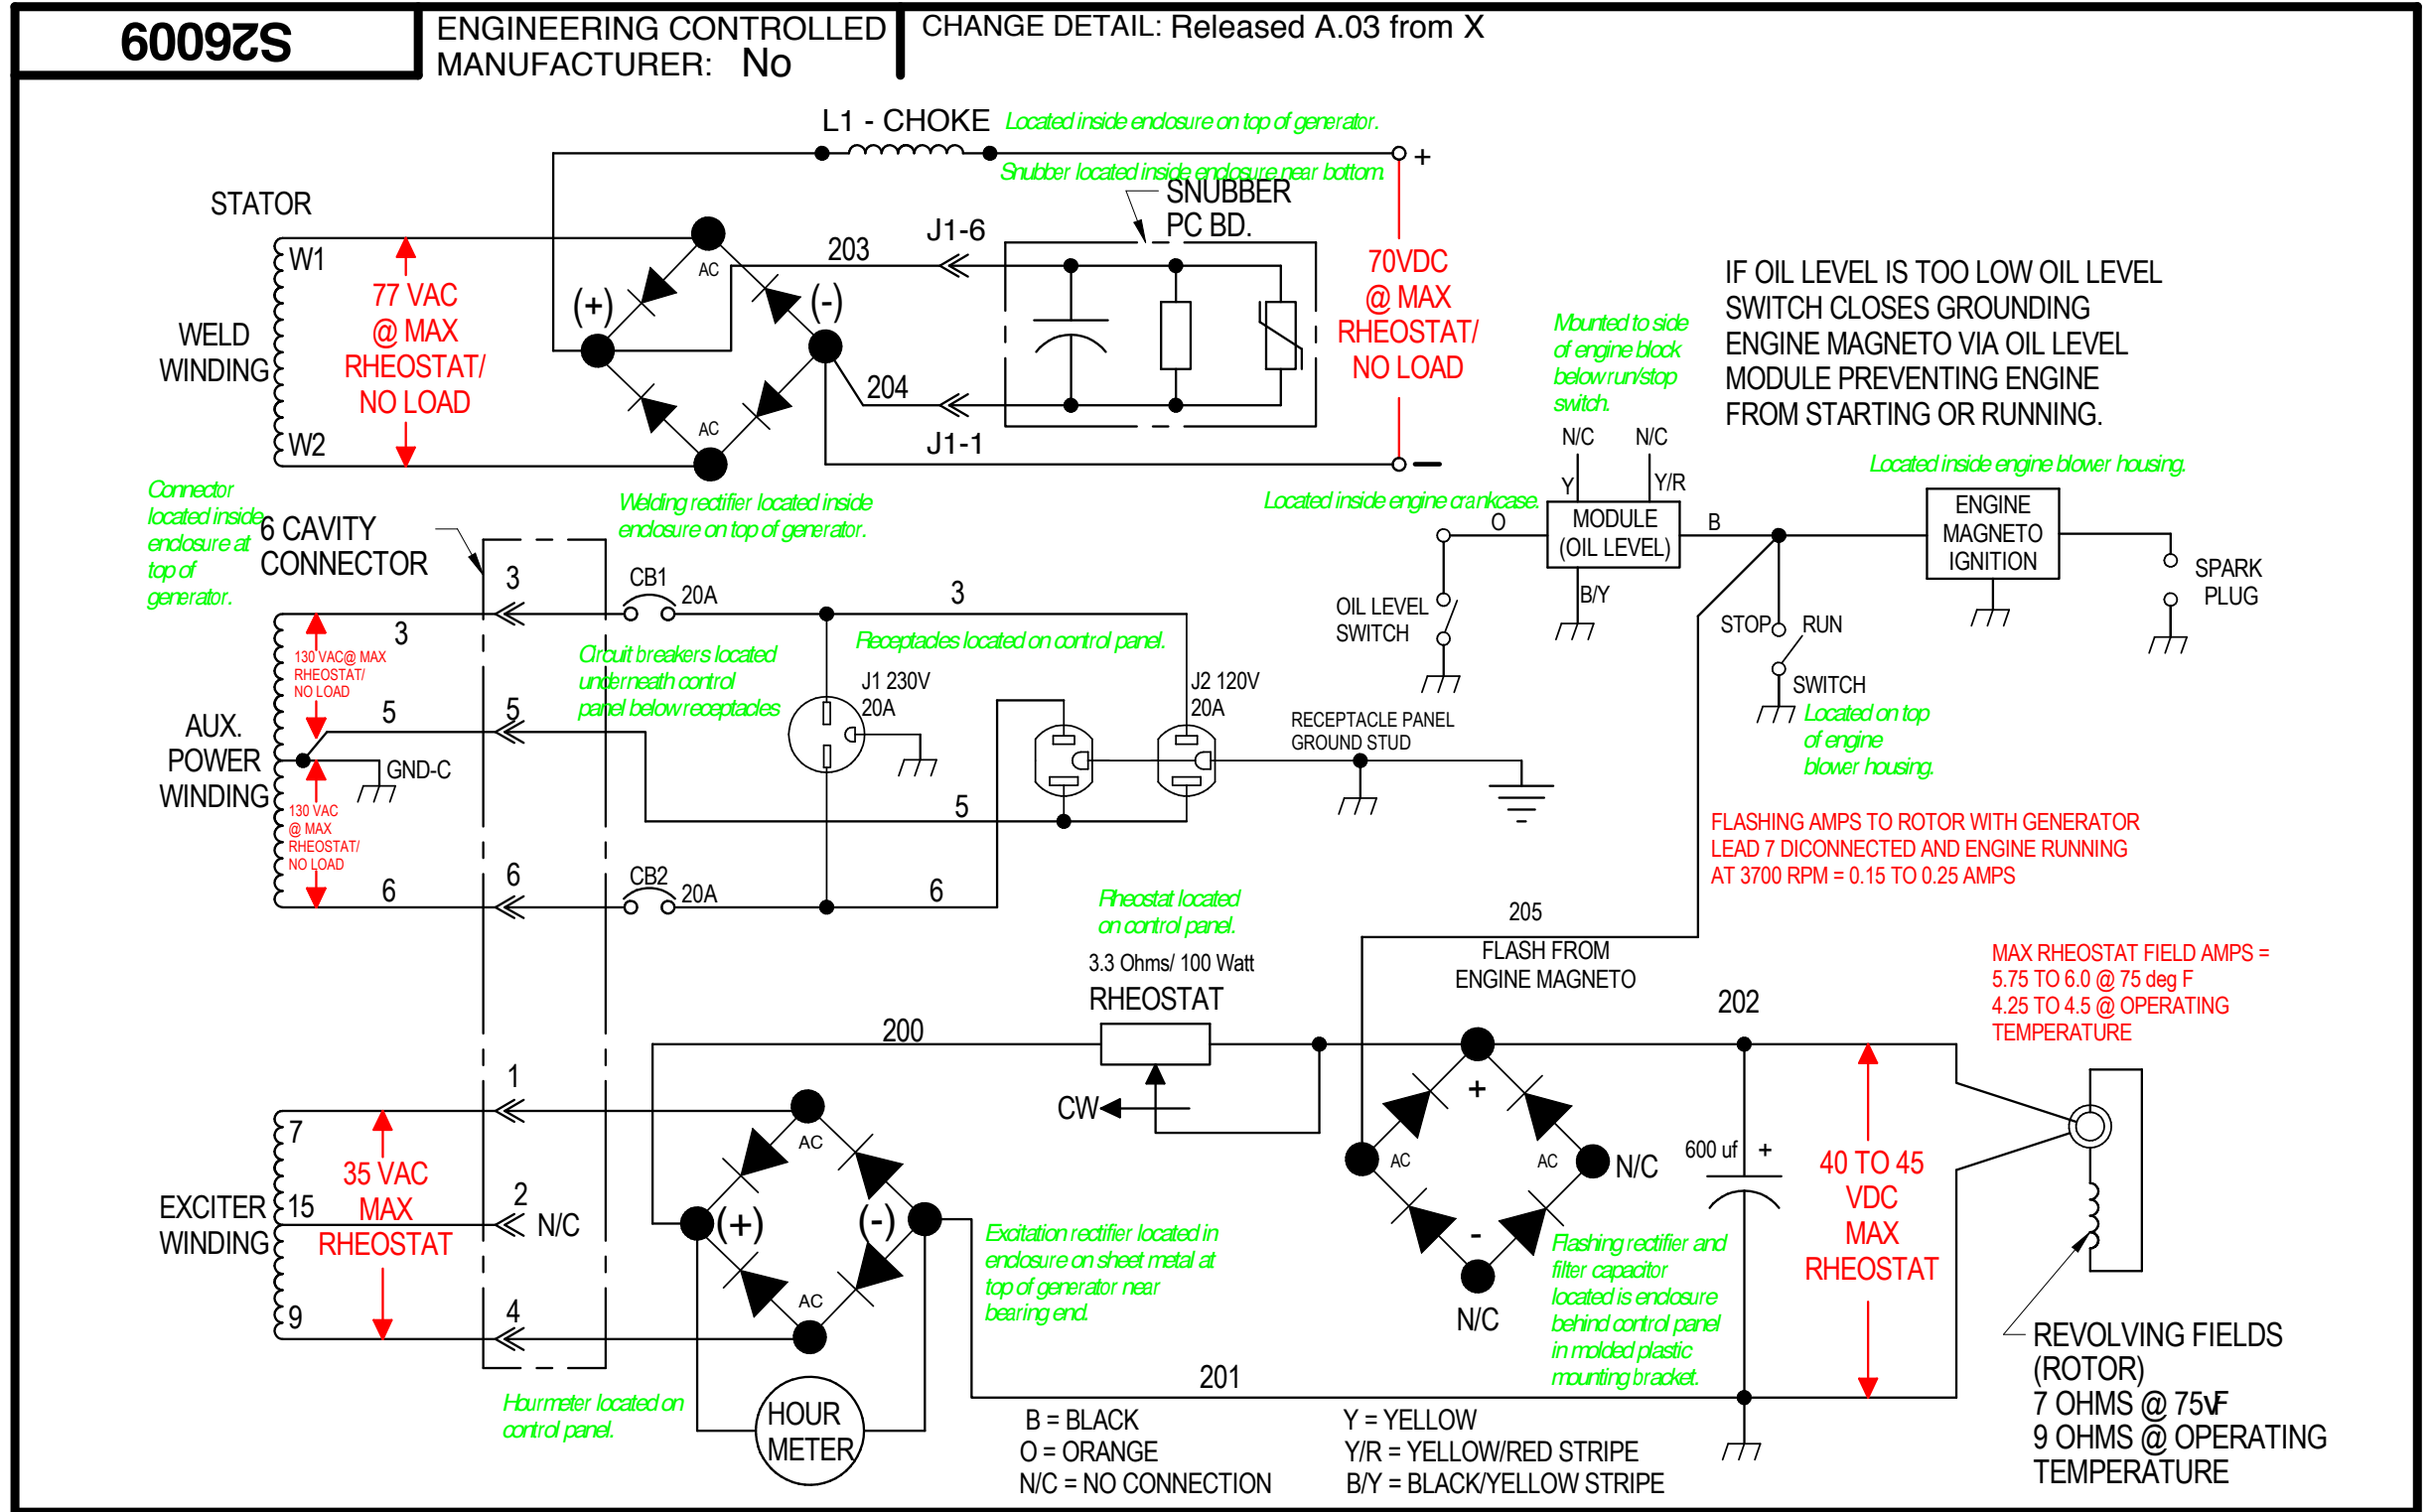 S26009
ENGINEERING CONTROLLED
MANUFACTURER: No
CHANGE DETAIL: Released A.03 from X
L1 - CHOKE
Located inside enclosure on top of generator.
+
Snubber located inside enclosure near bottom.
SNUBBER
PC BD.
STATOR
W1
WELD
WINDING
W2
77 VAC
@ MAX
RHEOSTAT/
NO LOAD
AC
(+)
(-)
AC
203
J1-6
204
J1-1
70VDC
@ MAX
RHEOSTAT/
NO LOAD
Welding rectifier located inside
enclosure on top of generator.
IF OIL LEVEL IS TOO LOW OIL LEVEL
SWITCH CLOSES GROUNDING
ENGINE MAGNETO VIA OIL LEVEL
MODULE PREVENTING ENGINE
FROM STARTING OR RUNNING.
Mounted to side
of engine block
below run/stop
switch.
N/C
N/C
Y
Y/R
Located inside engine crankcase.
Located inside engine blower housing.
O
MODULE
(OIL LEVEL)
B
B/Y
ENGINE
MAGNETO
IGNITION
SPARK
PLUG
OIL LEVEL
SWITCH
STOP
RUN
SWITCH
Located on top
of engine
blower housing.
Connector
located inside
enclosure at
top of
generator.
6 CAVITY
CONNECTOR
3
3
CB1
20A
3
Circuit breakers located
underneath control
panel below receptacles
Receptacles located on control panel.
130 VAC@ MAX
RHEOSTAT/
NO LOAD
AUX.
POWER
WINDING
5
5
GND-C
130 VAC
@ MAX
RHEOSTAT/
NO LOAD
J1 230V
20A
J2 120V
20A
RECEPTACLE PANEL
GROUND STUD
5
6
6
CB2
20A
6
FLASHING AMPS TO ROTOR WITH GENERATOR
LEAD 7 DICONNECTED AND ENGINE RUNNING
AT 3700 RPM = 0.15 TO 0.25 AMPS
Rheostat located
on control panel.
3.3 Ohms/ 100 Watt
RHEOSTAT
CW
205
FLASH FROM
ENGINE MAGNETO
MAX RHEOSTAT FIELD AMPS =
5.75 TO 6.0 @ 75 deg F
4.25 TO 4.5 @ OPERATING
TEMPERATURE
200
202
1
7
EXCITER
WINDING
15
9
35 VAC
MAX
RHEOSTAT
2
N/C
4
AC
(+)
(-)
AC
Excitation rectifier located in
enclosure on sheet metal at
top of generator near
bearing end.
+
AC
AC
N/C
-
N/C
Flashing rectifier and
filter capacitor
located is enclosure
behind control panel
in molded plastic
mounting bracket.
600 uf
+
40 TO 45
VDC
MAX
RHEOSTAT
REVOLVING FIELDS
(ROTOR)
7 OHMS @ 75√F
9 OHMS @ OPERATING
TEMPERATURE
Hourmeter located on
control panel.
HOUR
METER
201
B = BLACK
O = ORANGE
N/C = NO CONNECTION
Y = YELLOW
Y/R = YELLOW/RED STRIPE
B/Y = BLACK/YELLOW STRIPE